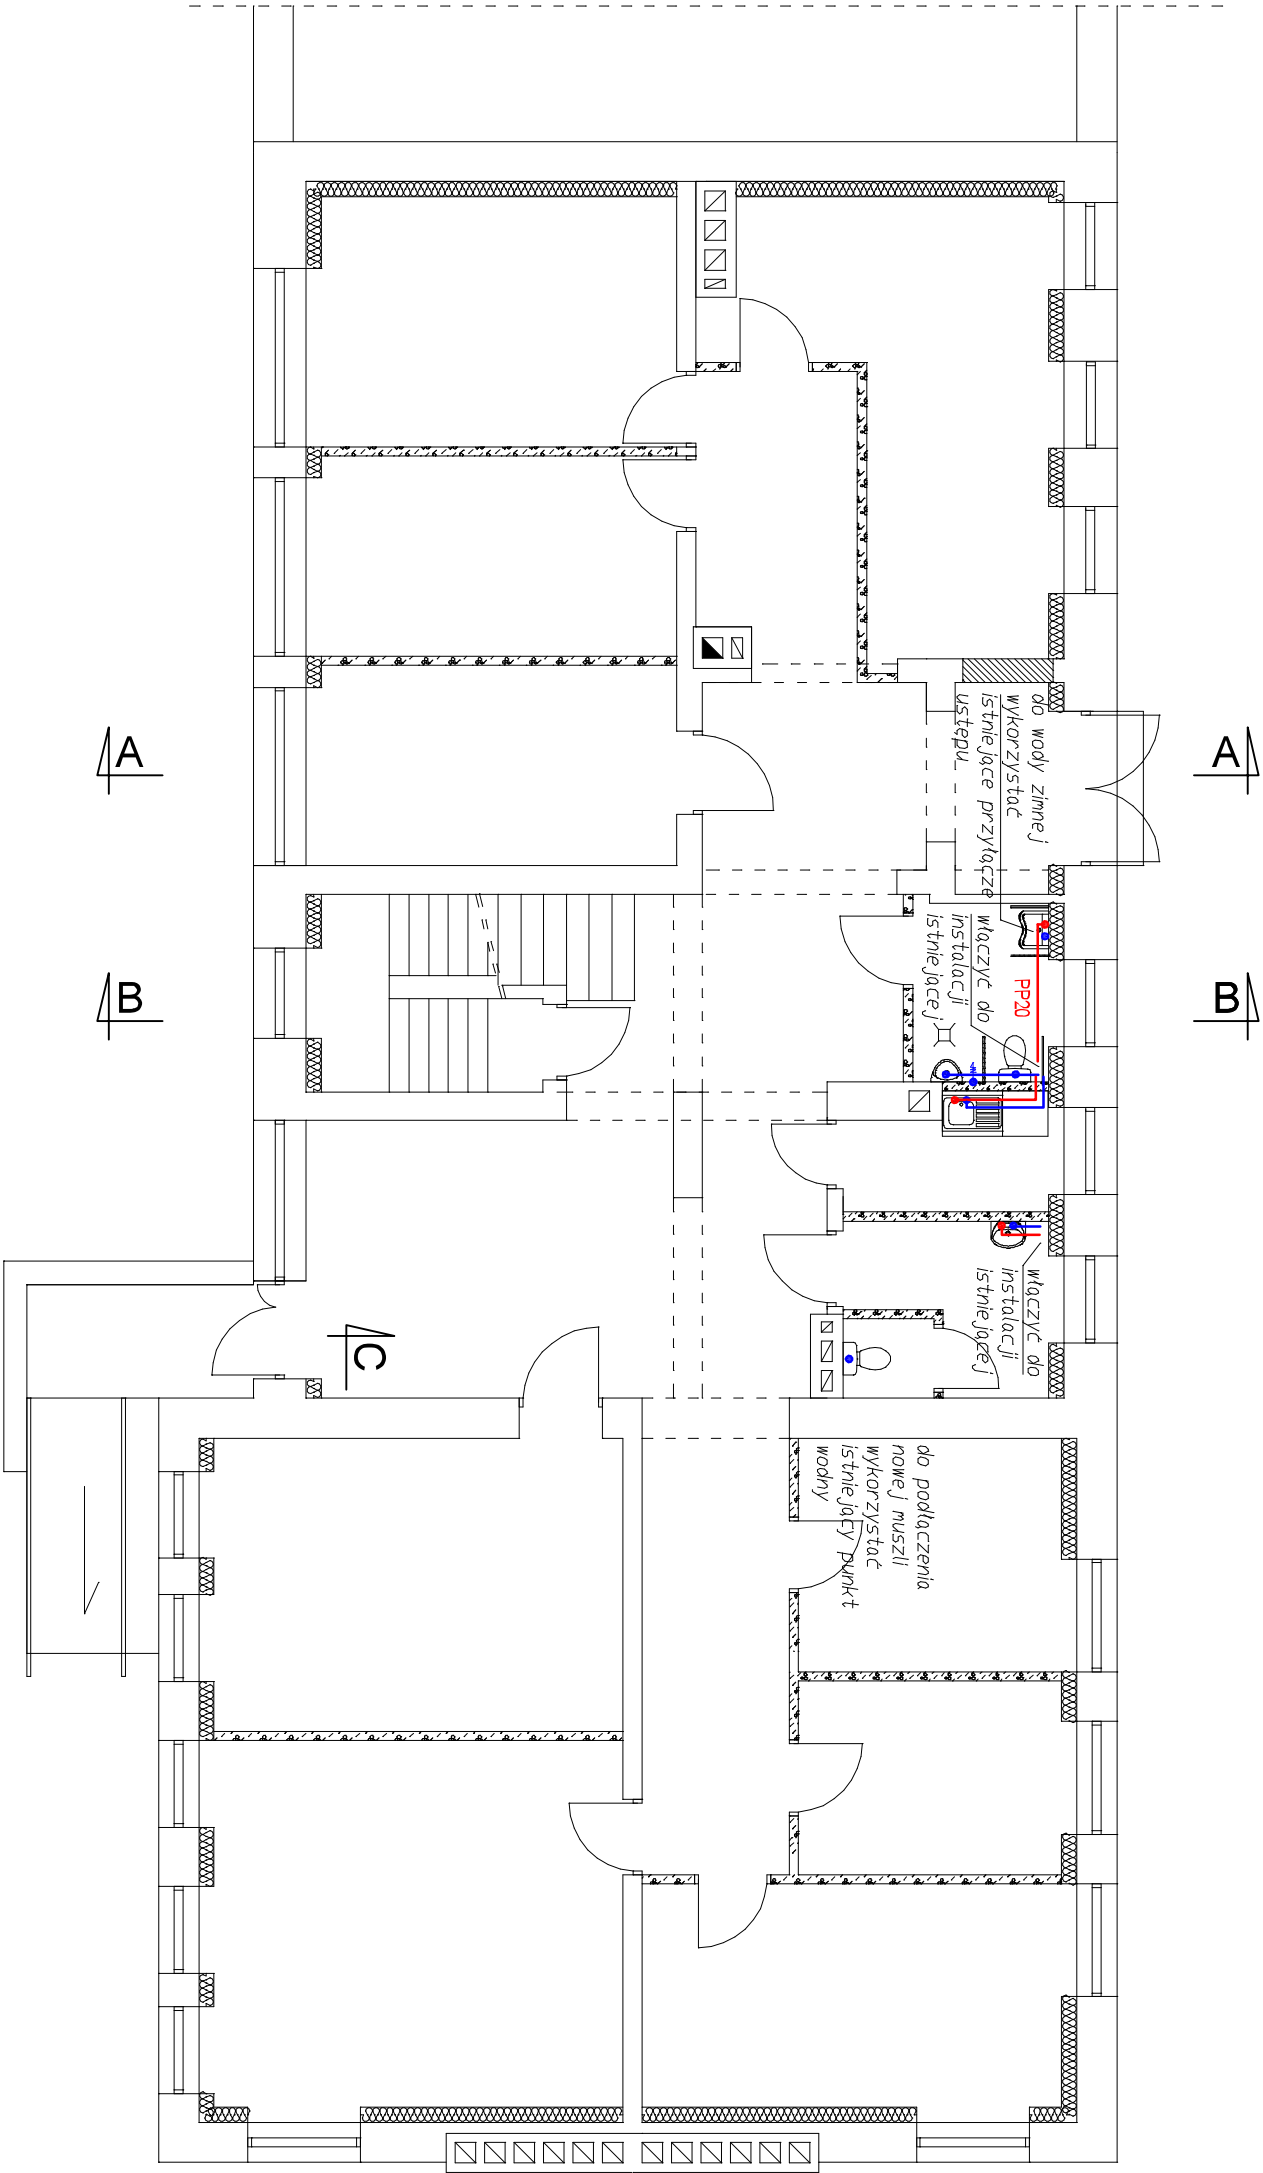 A
A
do wody zimnej
wykorzystać
istniejące przyłącze
ustępu
B
B
włączyć do
instalacji
istniejącej
PP20
włączyć do
instalacji
istniejącej
C
do podłączenia
nowej muszli
wykorzystać
istniejący punkt
wodny